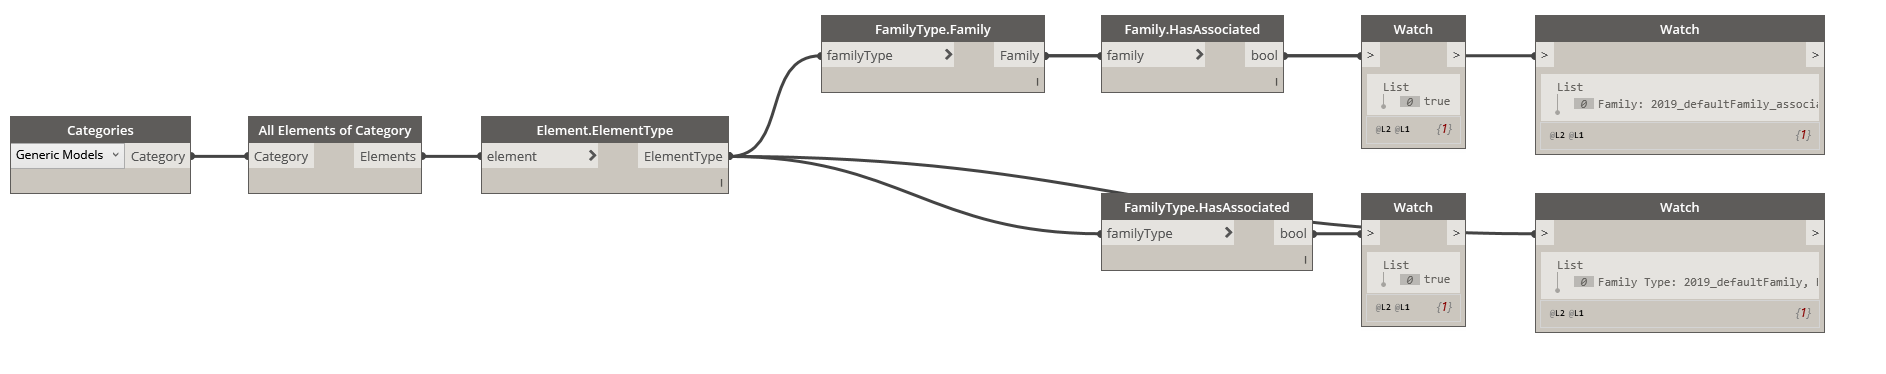 Categories
Generic Models
Category
All Elements of Category
Category
Elements
Element.ElementType
element
ElementType
FamilyType.Family
familyType
Family
Family.HasAssociated
family
bool
Watch
>
>
List
0 true
@L2 @L1 {1}
Watch
>
>
List
0 Family: 2019_defaultFamily_associa
@L2 @L1 {1}
FamilyType.HasAssociated
familyType
bool
Watch
>
>
List
0 true
@L2 @L1 {1}
Watch
>
>
List
0 Family Type: 2019_defaultFamily,
@L2 @L1 {1}